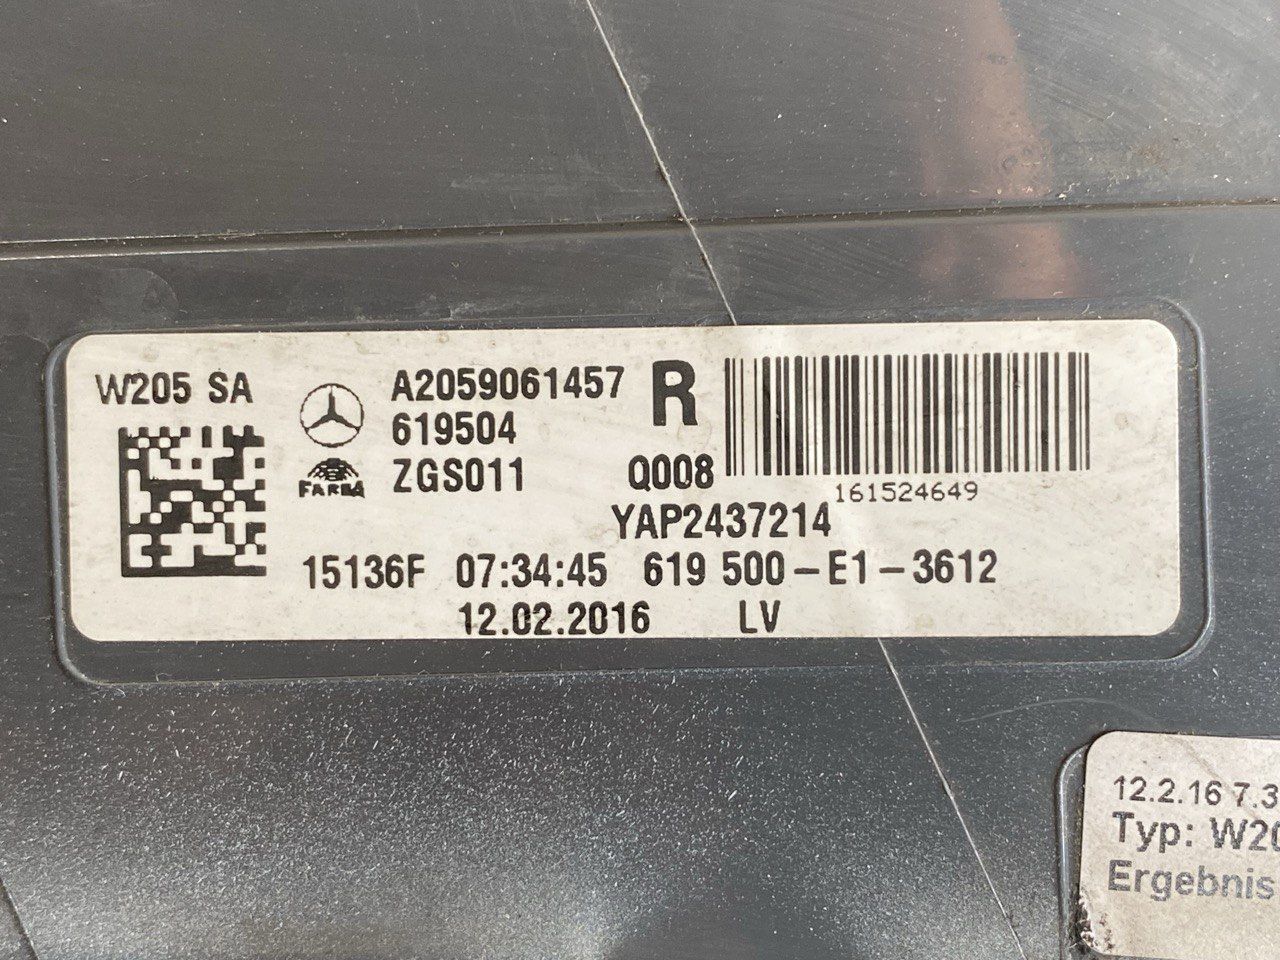 W205 SA
A2059061457 R
619504
FARBA
ZGS011 Q008
161524649
YAP2437214
15136F 07:34:45 619 500-E1-3612
12.02.2016 LV
12.2.16 7.3
Typ: W20
Ergebnis